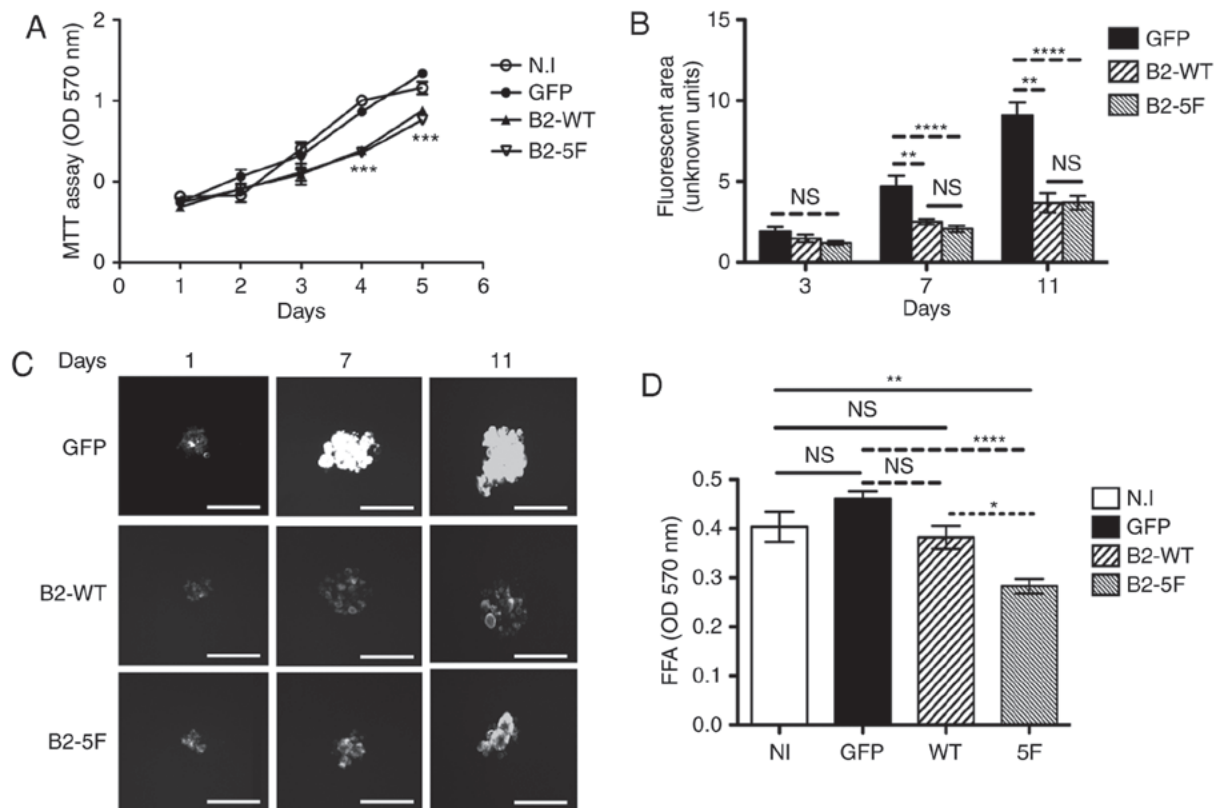 A
MTT assay (OD 570 nm)
2
1
0
0
0 1 2 3 4 5 6
Days
N.I
GFP
B2-WT
B2-5F
***
***
B
Fluorescent area
(unknown units)
15
10
5
0
3 7 11
Days
NS
****
**
NS
****
**
NS
GFP
B2-WT
B2-5F
C
Days 1 7 11
GFP
B2-WT
B2-5F
D
**
NS
NS
****
NS
*
FFA (OD 570 nm)
0.5
0.4
0.3
0.2
0.1
0.0
NI GFP WT 5F
N.I
GFP
B2-WT
B2-5F